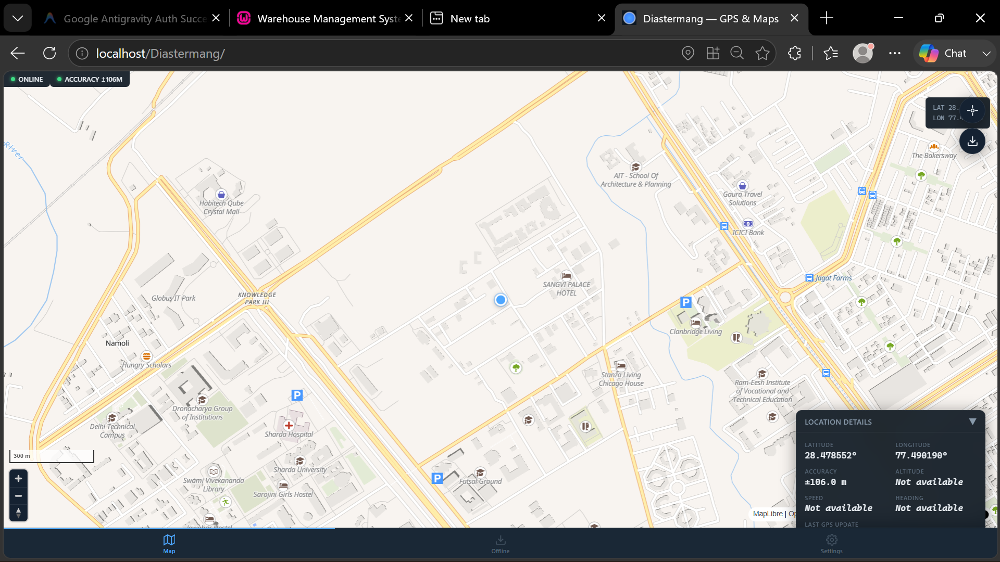 Google Antigravity Auth Succe
Warehouse Management Syste
New tab
Diastermang — GPS & Maps
localhost/Diastermang/
Chat
ONLINE
ACCURACY ±106M
LAT 28.
LON 77.4
River
The Bakersway
AIT - School Of
Architecture & Planning
Gaura Travel
Solutions
Habitech Qube
Crystal Mall
ICICI Bank
SANGVI PALACE
HOTEL
Jagat Farms
KNOWLEDGE
PARK III
Globus IT Park
P
Clanbridge Living
Namoli
Hungry Scholars
Stanza Living
Chicago House
Ram-Eesh Institute
of Vocational and
Technical Education
P
Dronacharya Group
of Institutions
Delhi Technical
Campus
Sharda Hospital
Sharda University
P
Futsal Ground
Swami Vivekananda
Library
Sarojini Girls Hostel
Jawahar Hostel
300 m
+
−
LOCATION DETAILS
LATITUDE
28.478552°
LONGITUDE
77.490190°
ACCURACY
±106.0 m
ALTITUDE
Not available
SPEED
Not available
HEADING
Not available
LAST GPS UPDATE
MapLibre | Op
Map
Offline
Settings